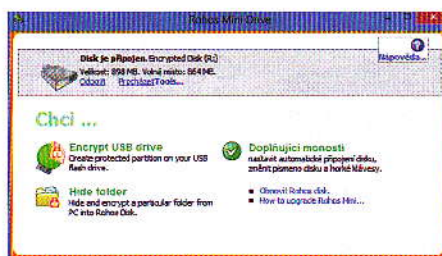 Rohos Mini Drive
Disk je připojen. Encrypted Disk (R:)
Velikost: 898 MB. Volné místo: 864 MB.
Odpojit Procházet Tools...
Nápověda...
Chci ...
Encrypt USB drive
Create protected partition on your USB
flash drive.
Hide folder
Hide and encrypt a particular folder from
PC into Rohos Disk.
Doplňující monosti
nastavit automatické připojení disku,
změnit písmeno disku a horké klávesy.
Obnovit Rohos disk.
How to upgrade Rohos Mini...